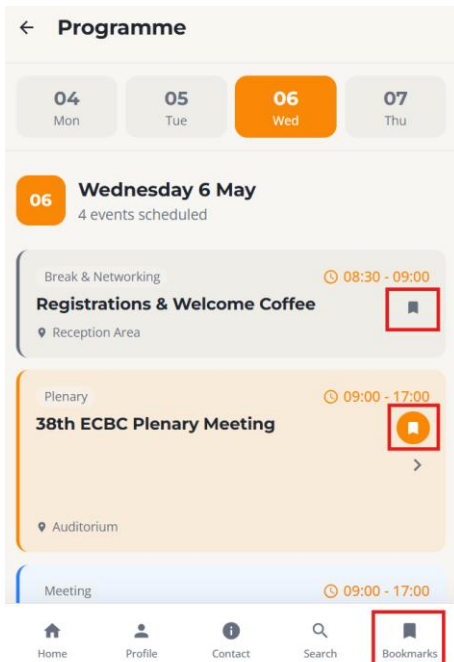 Programme
04 05 06 07
Mon Tue Wed Thu
06
Wednesday 6 May
4 events scheduled
Break & Networking 08:30 - 09:00
Registrations & Welcome Coffee
Reception Area
Plenary 09:00 - 17:00
38th ECBC Plenary Meeting
Auditorium
Meeting 09:00 - 17:00
Home Profile Contact Search Bookmarks